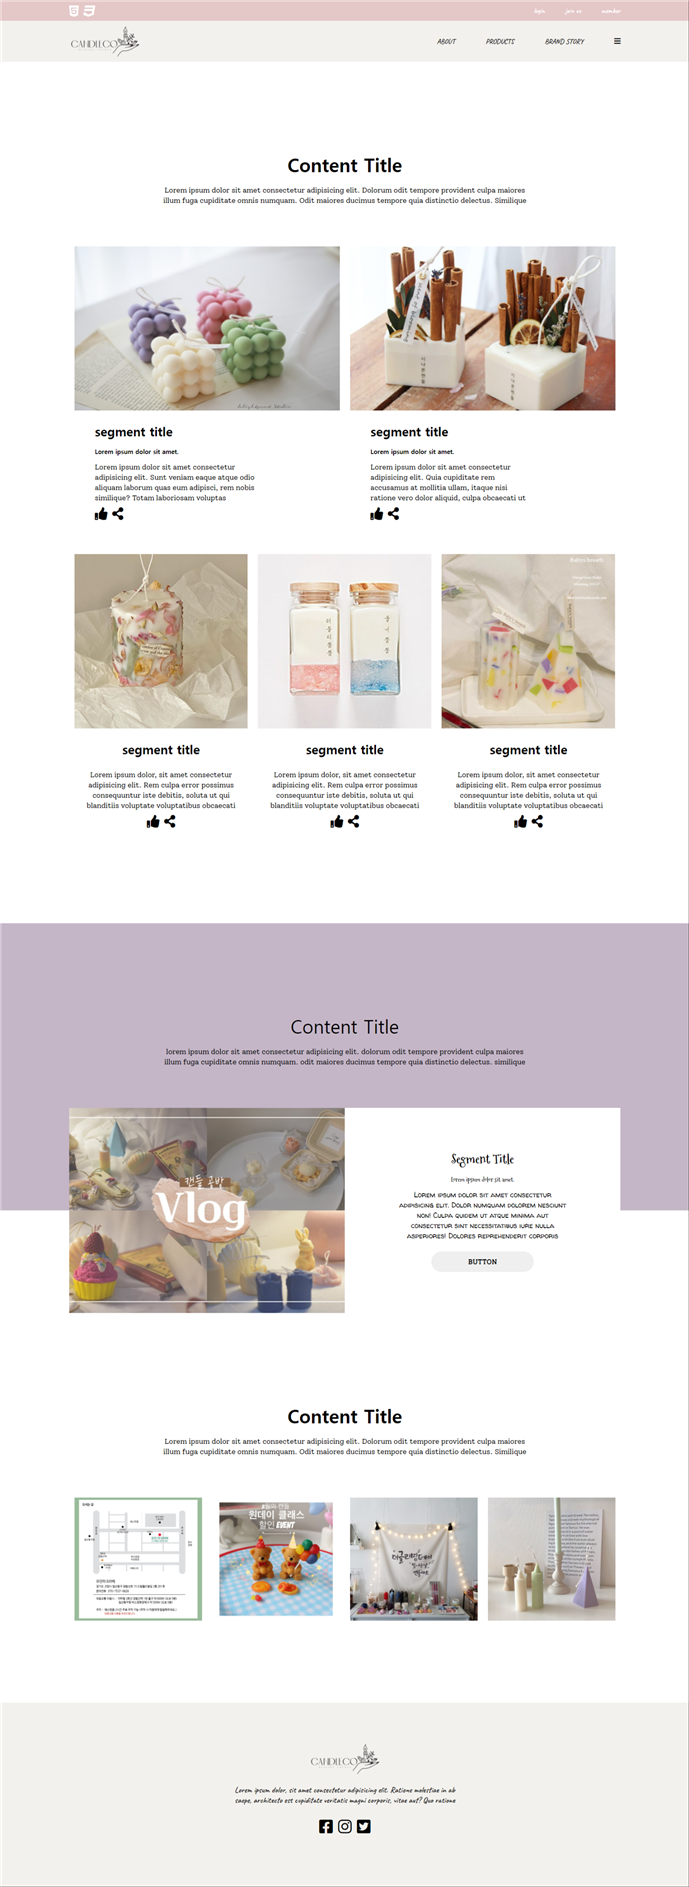 login join us member
CANDLECO
ABOUT PRODUCTS BRAND STORY
Content Title
Lorem ipsum dolor sit amet consectetur adipisicing elit. Dolorum odit tempore provident culpa maiores
illum fuga cupiditate omnis numquam. Odit maiores ducimus tempore quia distinctio delectus. Similique
segment title
Lorem ipsum dolor sit amet.
Lorem ipsum dolor sit amet consectetur
adipisicing elit. Sunt veniam eaque atque odio
aliquam laborum quas eum adipisci, rem nobis
similique? Totam laboriosam voluptas
segment title
Lorem ipsum dolor sit amet.
Lorem ipsum dolor sit amet consectetur
adipisicing elit. Quia cupiditate rem
accusamus at mollitia ullam, itaque nisi
ratione vero dolor aliquid, culpa obcaecati ut
segment title
Lorem ipsum dolor, sit amet consectetur
adipisicing elit. Rem culpa error possimus
consequuntur iste debitis, soluta ut qui
blanditiis voluptate voluptatibus obcaecati
segment title
Lorem ipsum dolor, sit amet consectetur
adipisicing elit. Rem culpa error possimus
consequuntur iste debitis, soluta ut qui
blanditiis voluptate voluptatibus obcaecati
segment title
Lorem ipsum dolor, sit amet consectetur
adipisicing elit. Rem culpa error possimus
consequuntur iste debitis, soluta ut qui
blanditiis voluptate voluptatibus obcaecati
Content Title
lorem ipsum dolor sit amet consectetur adipisicing elit. dolorum odit tempore provident culpa maiores
illum fuga cupiditate omnis numquam. odit maiores ducimus tempore quia distinctio delectus. similique
캔들 공방
Vlog
Segment Title
lorem ipsum dolor sit amet.
Lorem ipsum dolor sit amet consectetur
adipisicing elit. Dolor numquam dolorem nesciunt
non! Culpa quidem ut atque minima aut
consectetur sint necessitatibus iure nulla
asperiores! Dolores reprehenderit corporis
BUTTON
Content Title
Lorem ipsum dolor sit amet consectetur adipisicing elit. Dolorum odit tempore provident culpa maiores
illum fuga cupiditate omnis numquam. Odit maiores ducimus tempore quia distinctio delectus. Similique
원데이 클래스
할인 EVENT
CANDLECO
Lorem ipsum dolor, sit amet consectetur adipisicing elit. Ratione molestiae in ab
saepe, architecto est cupiditate veritatis magni corporis, vitae aut? Quo ratione